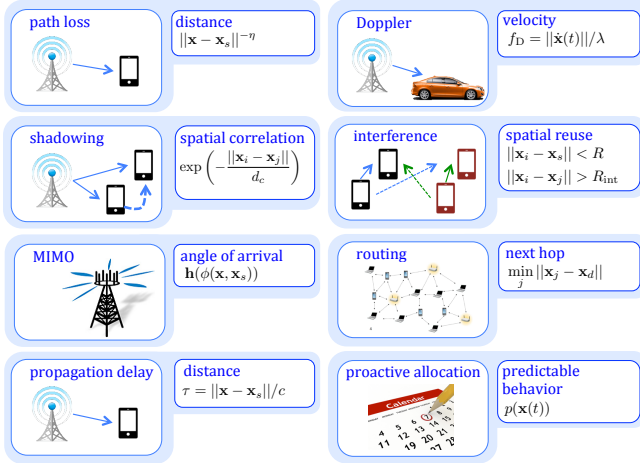 path loss
distance
||x − x_s||^{−η}
Doppler
velocity
f_D = ||ẋ(t)||/λ
shadowing
spatial correlation
exp(−||x_i − x_j||/d_c)
interference
spatial reuse
||x_i − x_s|| < R
||x_i − x_j|| > R_int
MIMO
angle of arrival
h(ϕ(x, x_s))
routing
next hop
min_j ||x_j − x_d||
propagation delay
distance
τ = ||x − x_s||/c
proactive allocation
Calendar
predictable
behavior
p(x(t))